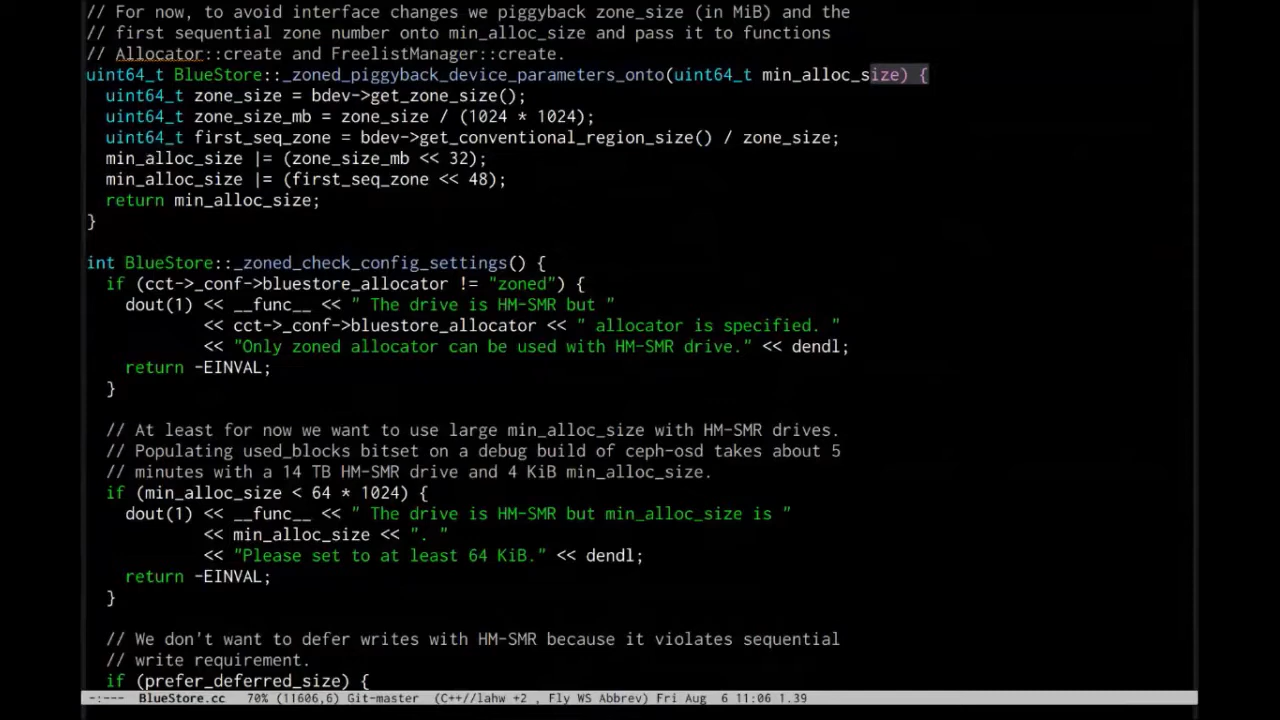 // For now, to avoid interface changes we piggyback zone_size (in MiB) and the
// first sequential zone number onto min_alloc_size and pass it to functions
// Allocator::create and FreelistManager::create.
uint64_t BlueStore::_zoned_piggyback_device_parameters_onto(uint64_t min_alloc_size) {
  uint64_t zone_size = bdev->get_zone_size();
  uint64_t zone_size_mb = zone_size / (1024 * 1024);
  uint64_t first_seq_zone = bdev->get_conventional_region_size() / zone_size;
  min_alloc_size |= (zone_size_mb << 32);
  min_alloc_size |= (first_seq_zone << 48);
  return min_alloc_size;
}
int BlueStore::_zoned_check_config_settings() {
  if (cct->_conf->bluestore_allocator != "zoned") {
    dout(1) << __func__ << " The drive is HM-SMR but "
            << cct->_conf->bluestore_allocator << " allocator is specified. "
            << "Only zoned allocator can be used with HM-SMR drive." << dendl;
    return -EINVAL;
  }
  // At least for now we want to use large min_alloc_size with HM-SMR drives.
  // Populating used_blocks bitset on a debug build of ceph-osd takes about 5
  // minutes with a 14 TB HM-SMR drive and 4 KiB min_alloc_size.
  if (min_alloc_size < 64 * 1024) {
    dout(1) << __func__ << " The drive is HM-SMR but min_alloc_size is "
            << min_alloc_size << ". "
            << "Please set to at least 64 KiB." << dendl;
    return -EINVAL;
  }
  // We don't want to defer writes with HM-SMR because it violates sequential
  // write requirement.
  if (prefer_deferred_size) {
-:--- BlueStore.cc 70% (11606,6) Git-master (C++//lahw +2 , Fly WS Abbrev) Fri Aug 6 11:06 1.39